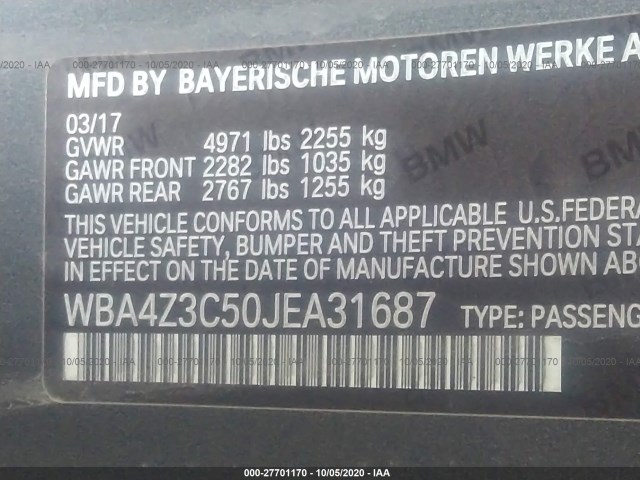 MFD BY BAYERISCHE MOTOREN WERKE A
03/17
GVWR 4971 lbs 2255 kg
GAWR FRONT 2282 lbs 1035 kg
GAWR REAR 2767 lbs 1255 kg
THIS VEHICLE CONFORMS TO ALL APPLICABLE U.S.FEDERA
VEHICLE SAFETY, BUMPER AND THEFT PREVENTION STA
IN EFFECT ON THE DATE OF MANUFACTURE SHOWN ABO
WBA4Z3C50JEA31687 TYPE: PASSENG
BMW
000-27701170 - 10/05/2020 - IAA